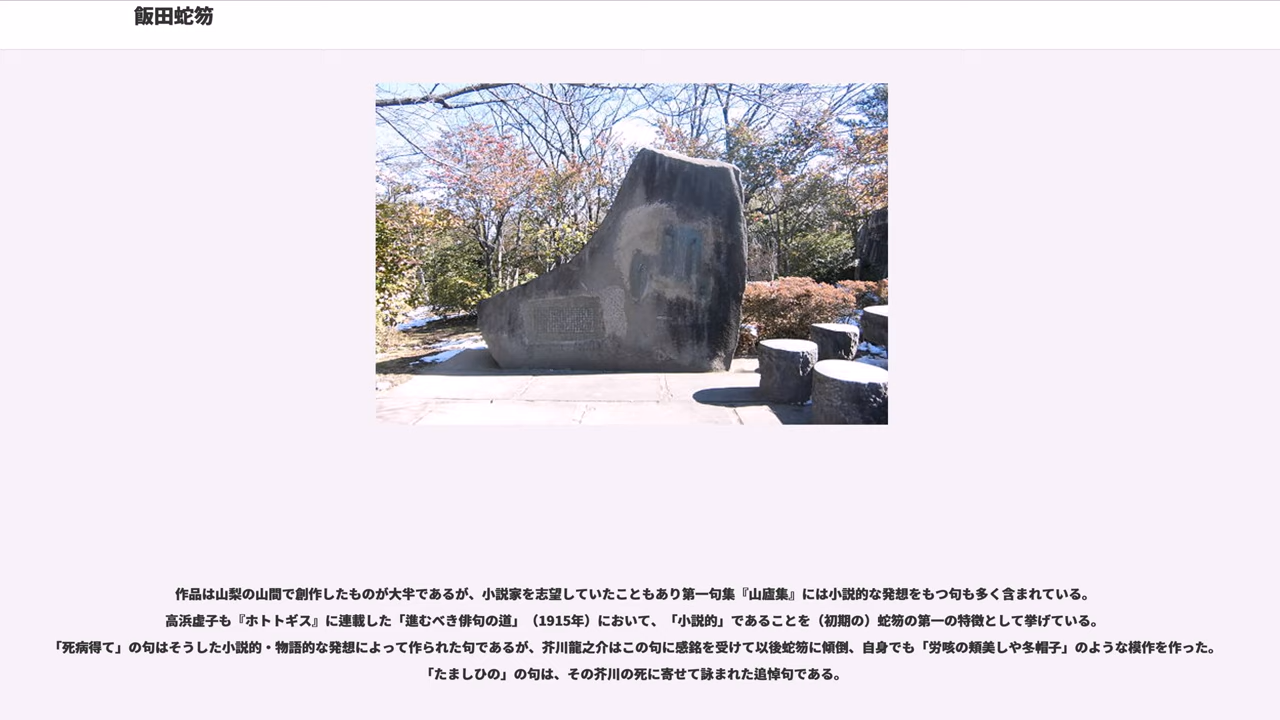 飯田蛇笏
作品は山梨の山間で創作したものが大半であるが、小説家を志望していたこともあり第一句集『山廬集』には小説的な発想をもつ句も多く含まれている。
高浜虚子も『ホトトギス』に連載した「進むべき俳句の道」（1915年）において、「小説的」であることを（初期の）蛇笏の第一の特徴として挙げている。
「死病得て」の句はそうした小説的・物語的な発想によって作られた句であるが、芥川龍之介はこの句に感銘を受けて以後蛇笏に傾倒、自身でも「労咳の頬美しや冬帽子」のような模作を作った。
「たましひの」の句は、その芥川の死に寄せて詠まれた追悼句である。